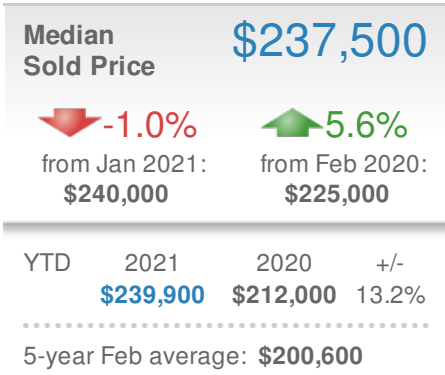 Median
Sold Price
$237,500
-1.0%
from Jan 2021:
$240,000
5.6%
from Feb 2020:
$225,000
YTD 2021 2020 +/-
$239,900 $212,000 13.2%
5-year Feb average: $200,600